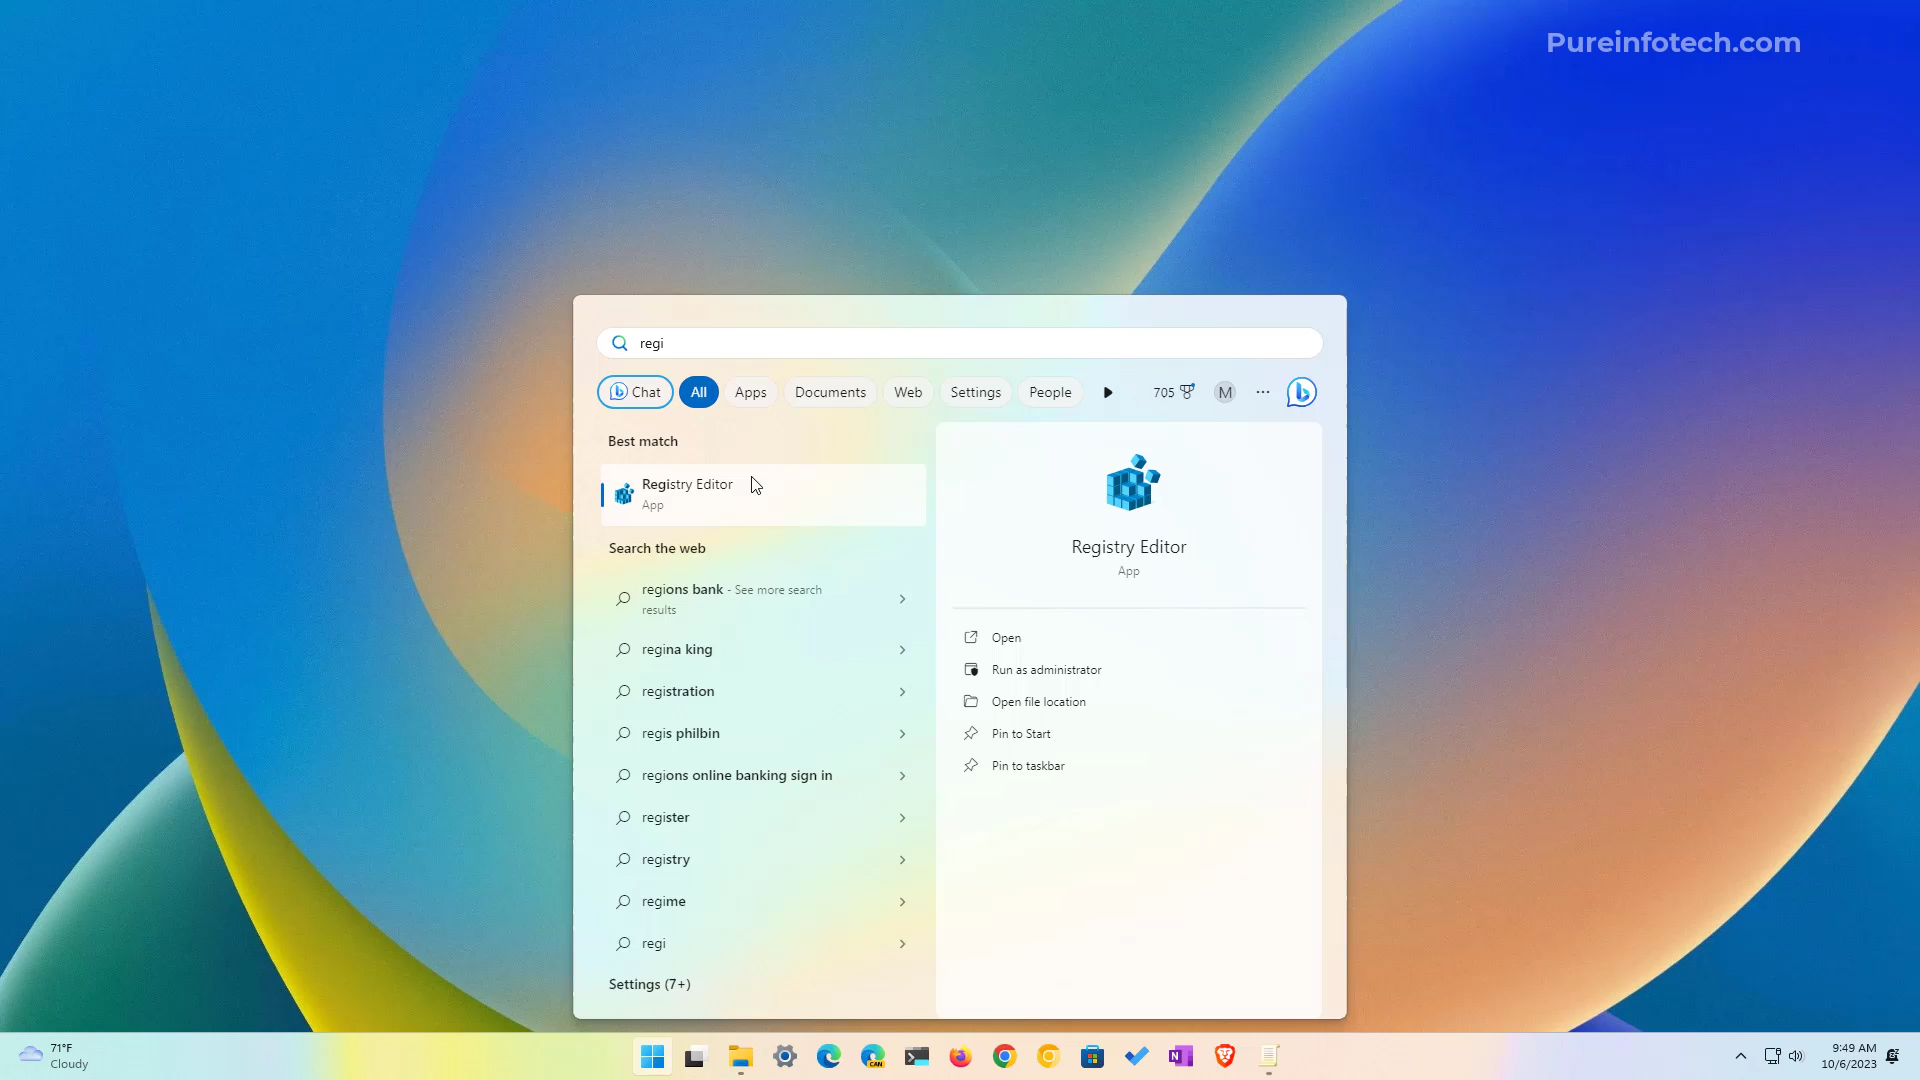 Pureinfotech.com
regi
Chat All Apps Documents Web Settings People 705 M ...
Best match
Registry Editor
App
Search the web
regions bank - See more search
results
regina king
registration
regis philbin
regions online banking sign in
register
registry
regime
regi
Settings (7+)
Registry Editor
App
Open
Run as administrator
Open file location
Pin to Start
Pin to taskbar
71°F
Cloudy
CAN
N
9:49 AM
10/6/2023